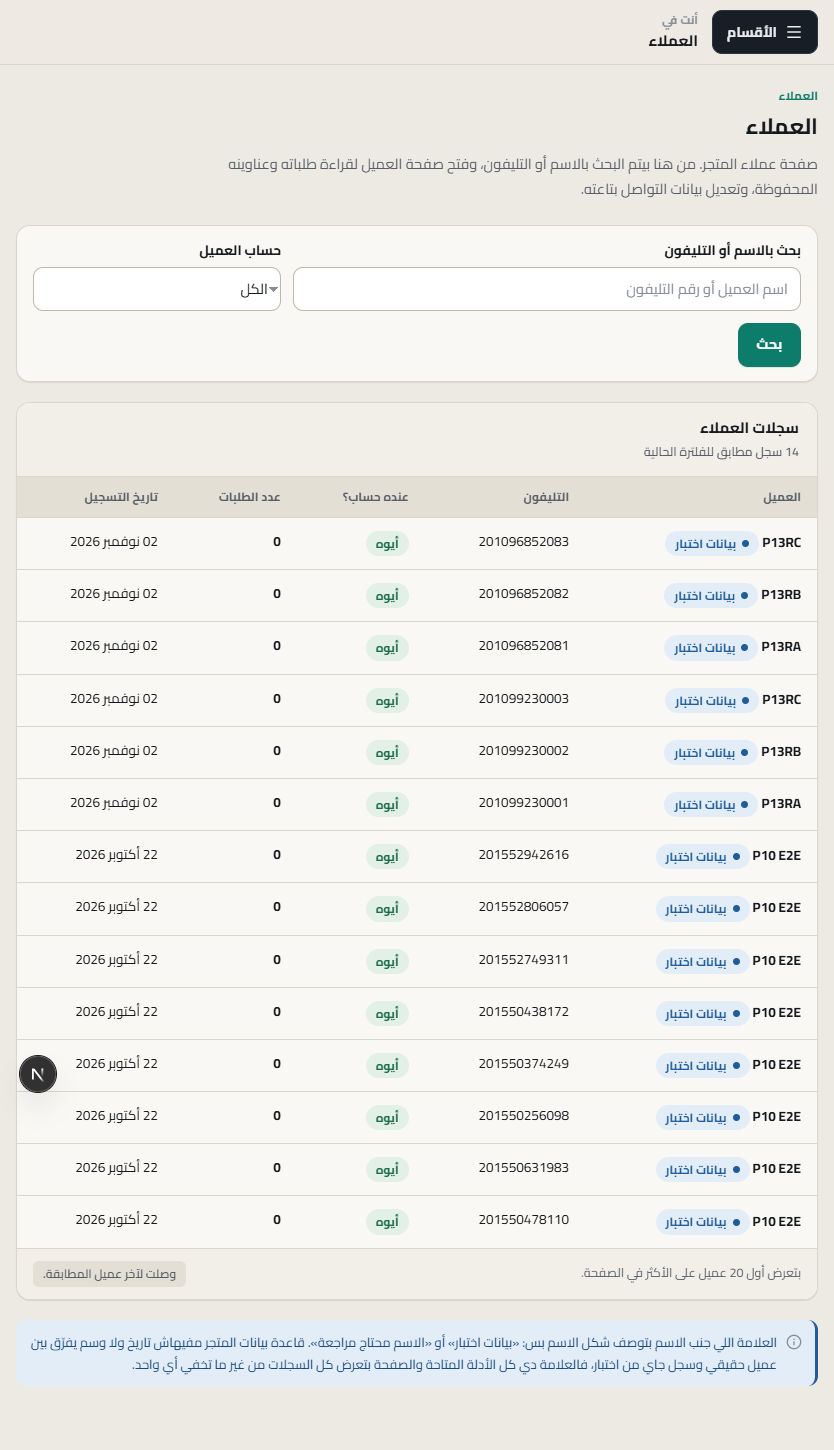 الأقسام
أنت في
العملاء
العملاء
العملاء
صفحة عملاء المتجر. من هنا بيتم البحث بالاسم أو التليفون، وفتح صفحة العميل لقراءة طلباته وعناوينه
المحفوظة، وتعديل بيانات التواصل بتاعته.
بحث بالاسم أو التليفون
حساب العميل
اسم العميل أو رقم التليفون
الكل
بحث
سجلات العملاء
14 سجل مطابق للفلترة الحالية
العميل التليفون عنده حساب؟ عدد الطلبات تاريخ التسجيل
P13RC بيانات اختبار 201096852083 أيوه 0 02 نوفمبر 2026
P13RB بيانات اختبار 201096852082 أيوه 0 02 نوفمبر 2026
P13RA بيانات اختبار 201096852081 أيوه 0 02 نوفمبر 2026
P13RC بيانات اختبار 201099230003 أيوه 0 02 نوفمبر 2026
P13RB بيانات اختبار 201099230002 أيوه 0 02 نوفمبر 2026
P13RA بيانات اختبار 201099230001 أيوه 0 02 نوفمبر 2026
P10 E2E بيانات اختبار 201552942616 أيوه 0 22 أكتوبر 2026
P10 E2E بيانات اختبار 201552806057 أيوه 0 22 أكتوبر 2026
P10 E2E بيانات اختبار 201552749311 أيوه 0 22 أكتوبر 2026
P10 E2E بيانات اختبار 201550438172 أيوه 0 22 أكتوبر 2026
P10 E2E بيانات اختبار 201550374249 أيوه 0 22 أكتوبر 2026
N
P10 E2E بيانات اختبار 201550256098 أيوه 0 22 أكتوبر 2026
P10 E2E بيانات اختبار 201550631983 أيوه 0 22 أكتوبر 2026
P10 E2E بيانات اختبار 201550478110 أيوه 0 22 أكتوبر 2026
بتعرض أول 20 عميل على الأكثر في الصفحة.
وصلت لآخر عميل المطابقة.
العلامة اللي جنب الاسم بتوصف شكل الاسم بس: «بيانات اختبار» أو «الاسم محتاج مراجعة». قاعدة بيانات المتجر مفيهاش تاريخ ولا وسم يفرّق بين
عميل حقيقي وسجل جاي من اختبار، فالعلامة دي كل الأدلة المتاحة والصفحة بتعرض كل السجلات من غير ما تخفي أي واحد.